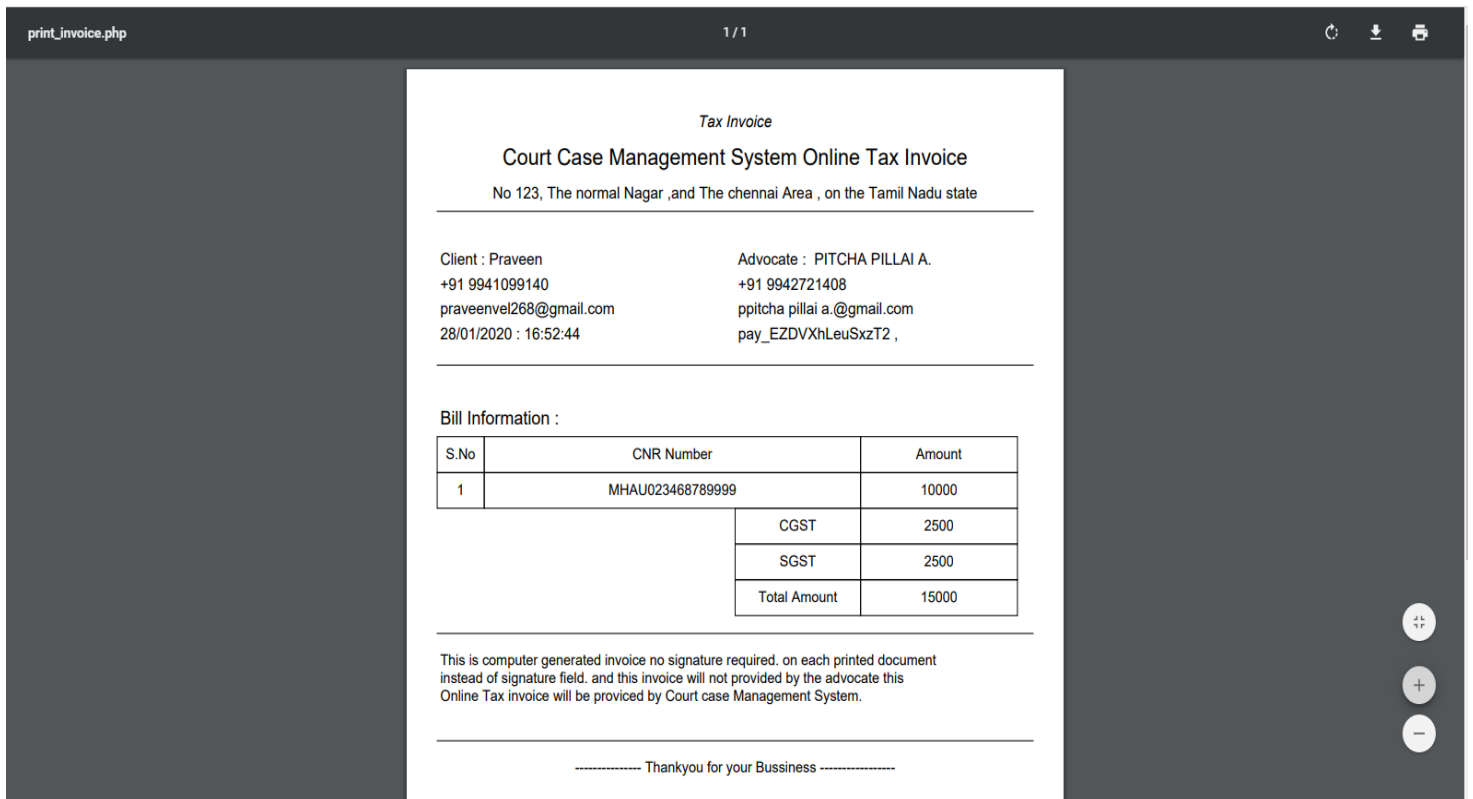 print_invoice.php
1 / 1
Tax Invoice
Court Case Management System Online Tax Invoice
No 123, The normal Nagar ,and The chennai Area , on the Tamil Nadu state
Client : Praveen
+91 9941099140
praveenvel268@gmail.com
28/01/2020 : 16:52:44
Advocate : PITCHA PILLAI A.
+91 9942721408
ppitcha pillai a.@gmail.com
pay_EZDVXhLeuSxzT2 ,
Bill Information :
S.No CNR Number Amount
1 MHAU023468789999 10000
CGST 2500
SGST 2500
Total Amount 15000
This is computer generated invoice no signature required. on each printed document
instead of signature field. and this invoice will not provided by the advocate this
Online Tax invoice will be proviced by Court case Management System.
--------------- Thankyou for your Bussiness -----------------